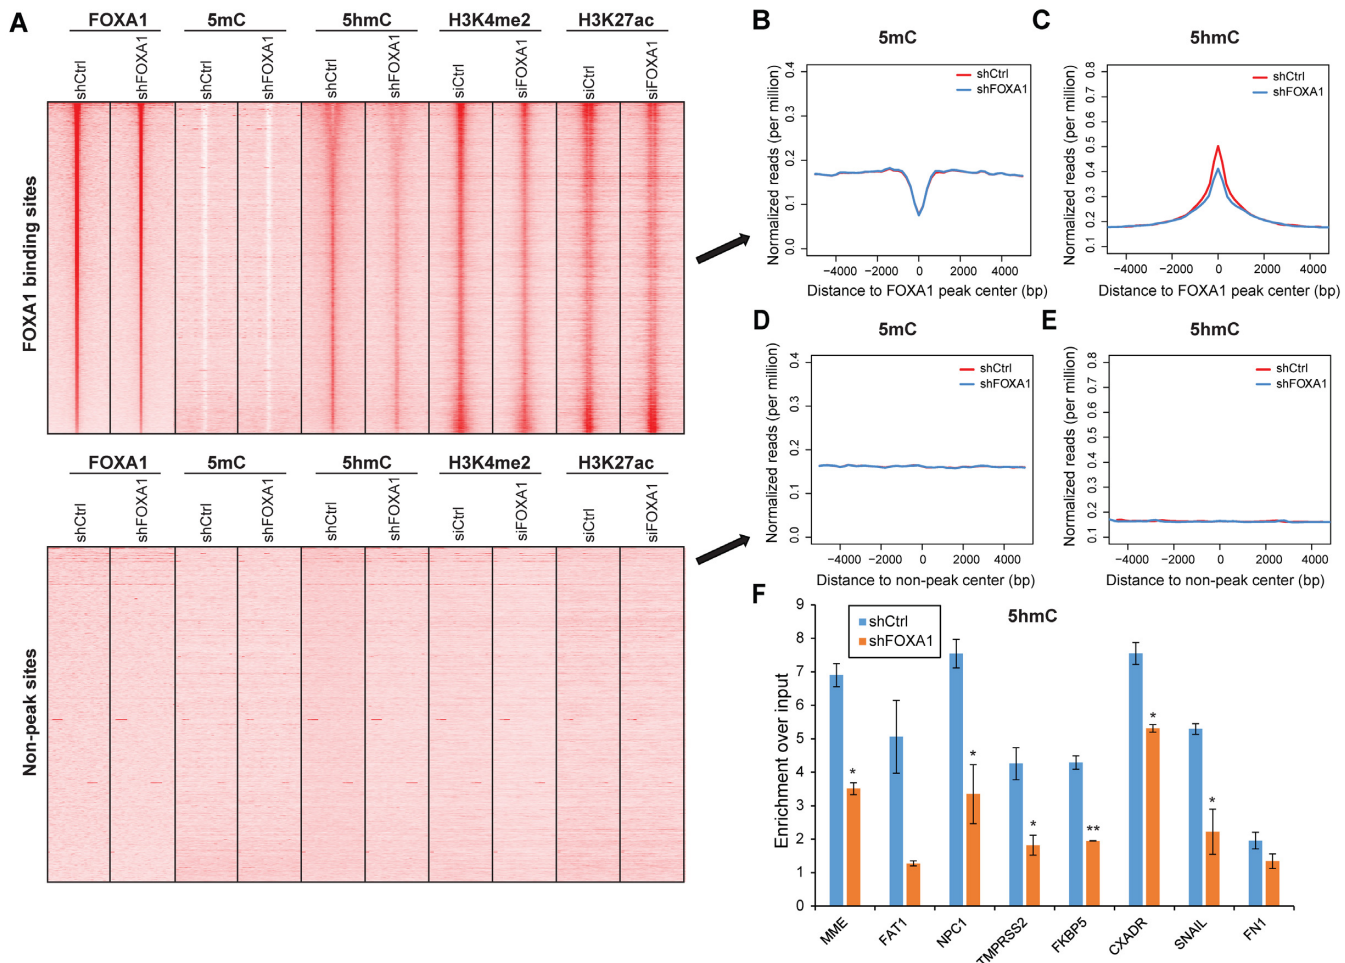 A
FOXA1 5mC 5hmC H3K4me2 H3K27ac
shCtrl shFOXA1 shCtrl shFOXA1 shCtrl shFOXA1 siCtrl siFOXA1 siCtrl siFOXA1
FOXA1 binding sites
FOXA1 5mC 5hmC H3K4me2 H3K27ac
shCtrl shFOXA1 shCtrl shFOXA1 shCtrl shFOXA1 siCtrl siFOXA1 siCtrl siFOXA1
Non-peak sites
B
5mC
Normalized reads (per million)
0.4
0.3
0.2
0.1
0.0
shCtrl
shFOXA1
−4000 −2000 0 2000 4000
Distance to FOXA1 peak center (bp)
C
5hmC
Normalized reads (per million)
0.8
0.7
0.6
0.5
0.4
0.3
0.2
0.1
shCtrl
shFOXA1
−4000 −2000 0 2000 4000
Distance to FOXA1 peak center (bp)
D
5mC
Normalized reads (per million)
0.4
0.3
0.2
0.1
0.0
shCtrl
shFOXA1
−4000 −2000 0 2000 4000
Distance to non-peak center (bp)
E
5hmC
Normalized reads (per million)
0.8
0.7
0.6
0.5
0.4
0.3
0.2
0.1
shCtrl
shFOXA1
−4000 −2000 0 2000 4000
Distance to non-peak center (bp)
F
5hmC
shCtrl
shFOXA1
Enrichment over input
9
8
7
6
5
4
3
2
1
0
* * * ** * *
MME FAT1 NPC1 TMPRSS2 FKBP5 CXADR SNAIL FN1